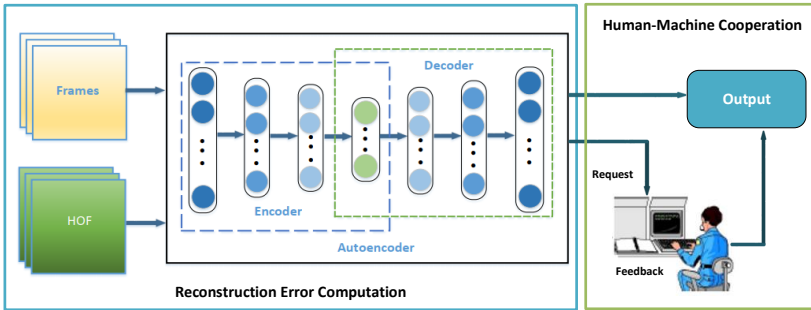 Human-Machine Cooperation
Decoder
Frames
Output
Request
HOF
Encoder
Autoencoder
Feedback
Reconstruction Error Computation